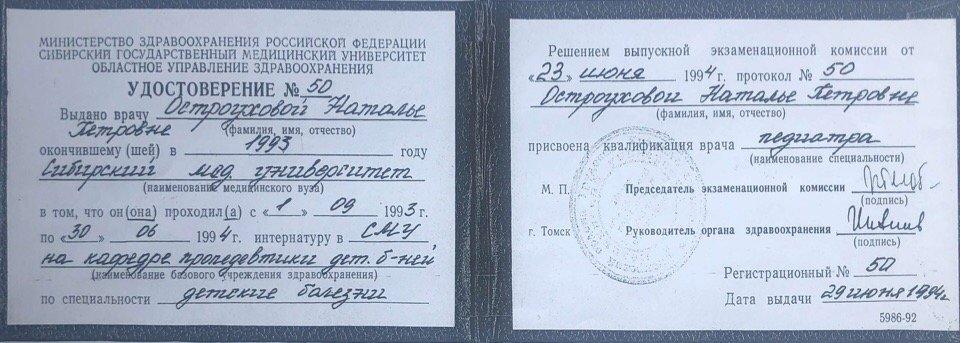 МИНИСТЕРСТВО ЗДРАВООХРАНЕНИЯ РОССИЙСКОЙ ФЕДЕРАЦИИ
СИБИРСКИЙ ГОСУДАРСТВЕННЫЙ МЕДИЦИНСКИЙ УНИВЕРСИТЕТ
ОБЛАСТНОЕ УПРАВЛЕНИЕ ЗДРАВООХРАНЕНИЯ
УДОСТОВЕРЕНИЕ № 50
Выдано врачу Остроуховой Наталье
Петровне (фамилия, имя, отчество)
окончившему (шей) в 1993 году
Сибирский мед. университет
(наименование медицинского вуза)
в том, что он (она) проходил(а) с «1» 09 1993 г.
по «30» 06 1994 г. интернатуру в СМУ,
на кафедре пропедевтики дет. б-ней
(наименование базового учреждения здравоохранения)
по специальности детские болезни
Решением выпускной экзаменационной комиссии от
«23» июня 1994 г. протокол № 50
Остроуховой Наталье Петровне
(фамилия, имя, отчество)
присвоена квалификация врача педиатра
(наименование специальности)
М. П. Председатель экзаменационной комиссии
(подпись)
г. Томск Руководитель органа здравоохранения
(подпись)
Регистрационный № 50
Дата выдачи 29 июня 1994г.
5986-92